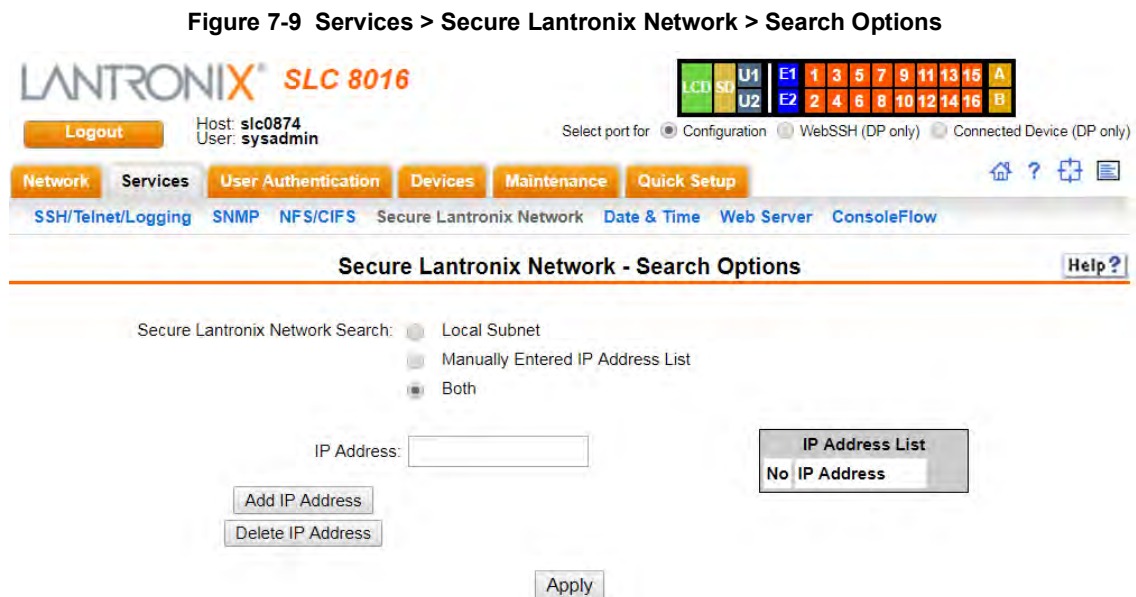 Figure 7-9 Services > Secure Lantronix Network > Search Options
LANTRONIX® SLC 8016
LCD SD U1 E1 1 3 5 7 9 11 13 15 A
U2 E2 2 4 6 8 10 12 14 16 B
Logout
Host: slc0874
User: sysadmin
Select port for Configuration WebSSH (DP only) Connected Device (DP only)
Network Services User Authentication Devices Maintenance Quick Setup
?
SSH/Telnet/Logging SNMP NFS/CIFS Secure Lantronix Network Date & Time Web Server ConsoleFlow
Secure Lantronix Network - Search Options
Help?
Secure Lantronix Network Search: Local Subnet
Manually Entered IP Address List
Both
IP Address:
IP Address List
No IP Address
Add IP Address
Delete IP Address
Apply